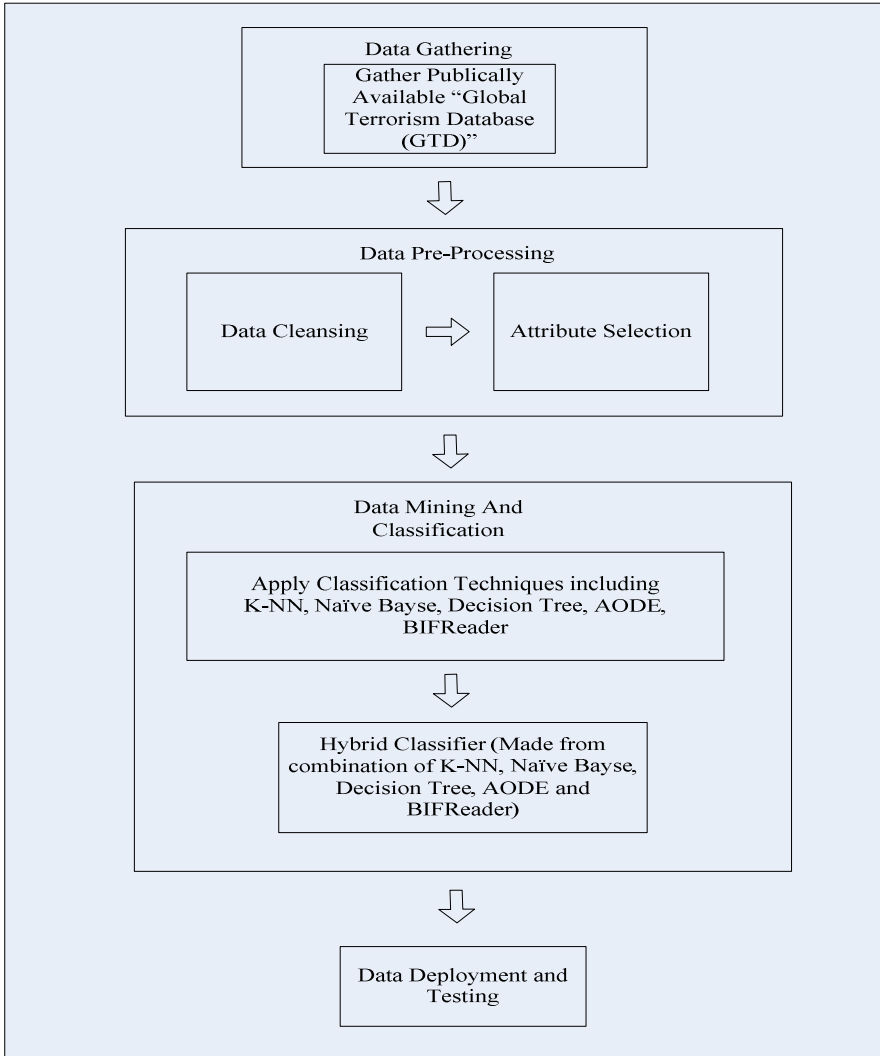 Data Gathering
Gather Publically
Available “Global
Terrorism Database
(GTD)”
Data Pre-Processing
Data Cleansing
Attribute Selection
Data Mining And
Classification
Apply Classification Techniques including
K-NN, Naïve Bayse, Decision Tree, AODE,
BIFReader
Hybrid Classifier (Made from
combination of K-NN, Naïve Bayse,
Decision Tree, AODE and
BIFReader)
Data Deployment and
Testing